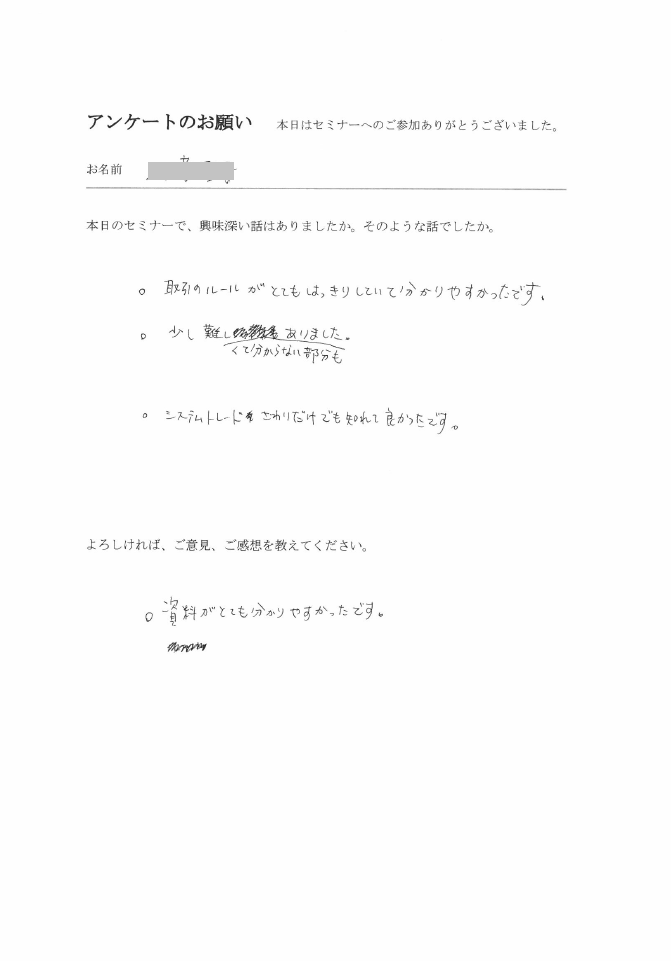 アンケートのお願い 本日はセミナーへのご参加ありがとうございました。
お名前
本日のセミナーで、興味深い話はありましたか。そのような話でしたか。
○ 取引のルールがとてもはっきりしていて分かりやすかったです。
○ 少し難し ありました。
くて分からない部分も
○ システムトレード さわりだけでも知れて良かったです。
よろしければ、ご意見、ご感想を教えてください。
○ 資料がとても分かりやすかったです。